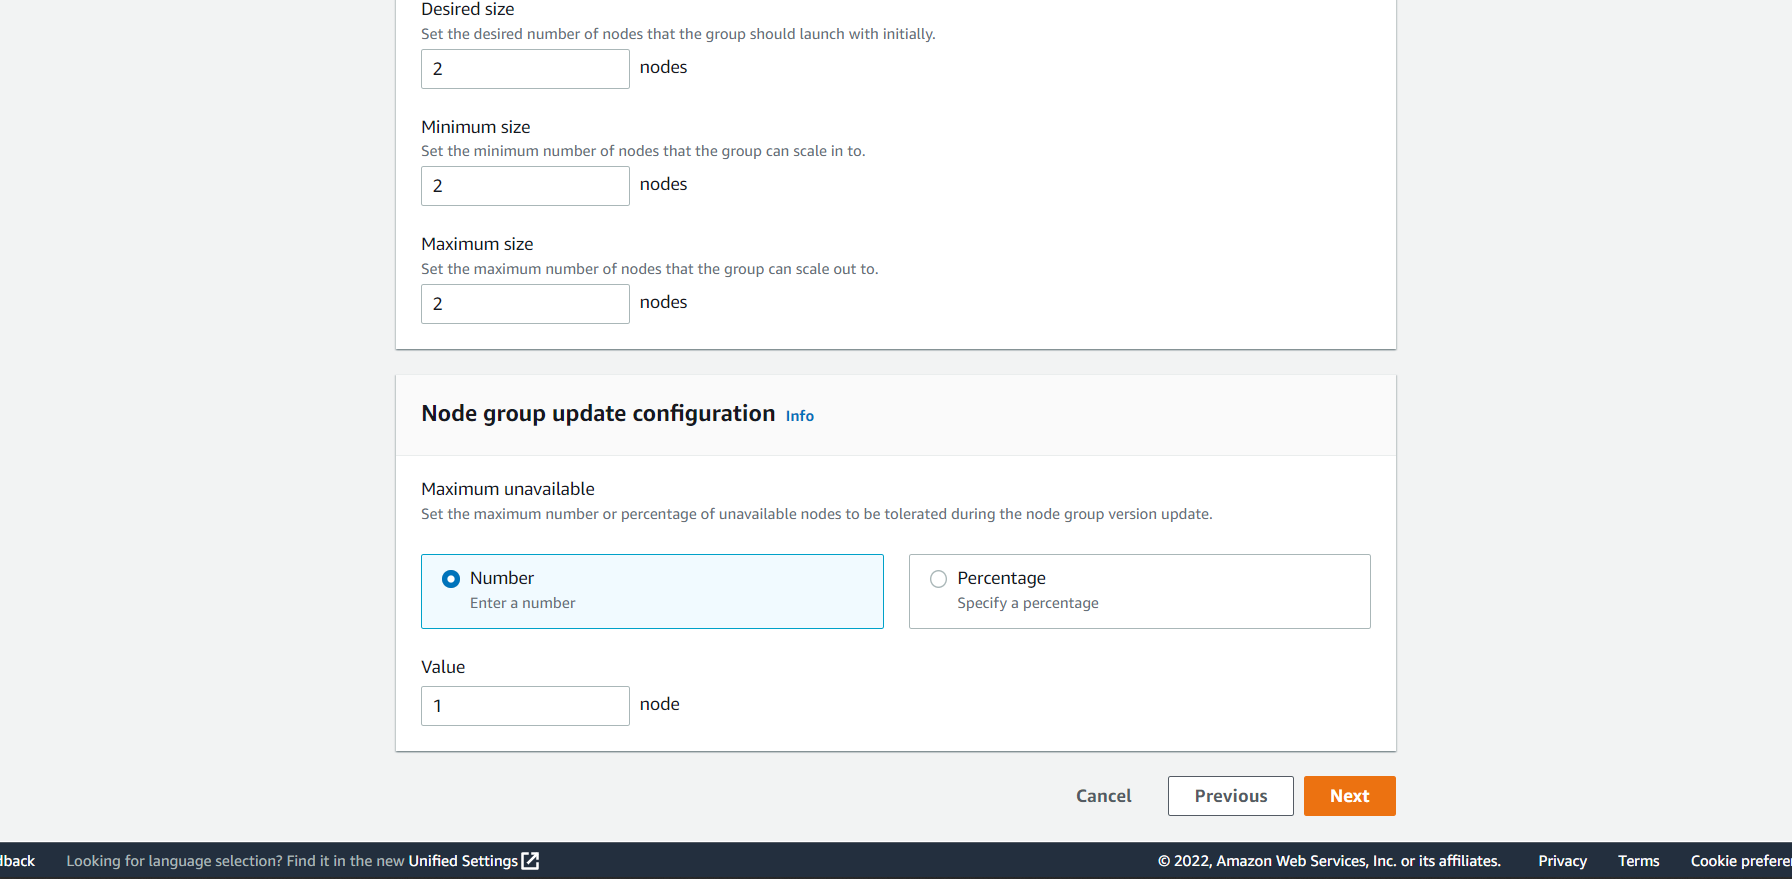 Desired size
Set the desired number of nodes that the group should launch with initially.
2 nodes
Minimum size
Set the minimum number of nodes that the group can scale in to.
2 nodes
Maximum size
Set the maximum number of nodes that the group can scale out to.
2 nodes
Node group update configuration Info
Maximum unavailable
Set the maximum number or percentage of unavailable nodes to be tolerated during the node group version update.
Number Percentage
Enter a number Specify a percentage
Value
1 node
Cancel Previous Next
dback Looking for language selection? Find it in the new Unified Settings © 2022, Amazon Web Services, Inc. or its affiliates. Privacy Terms Cookie prefere